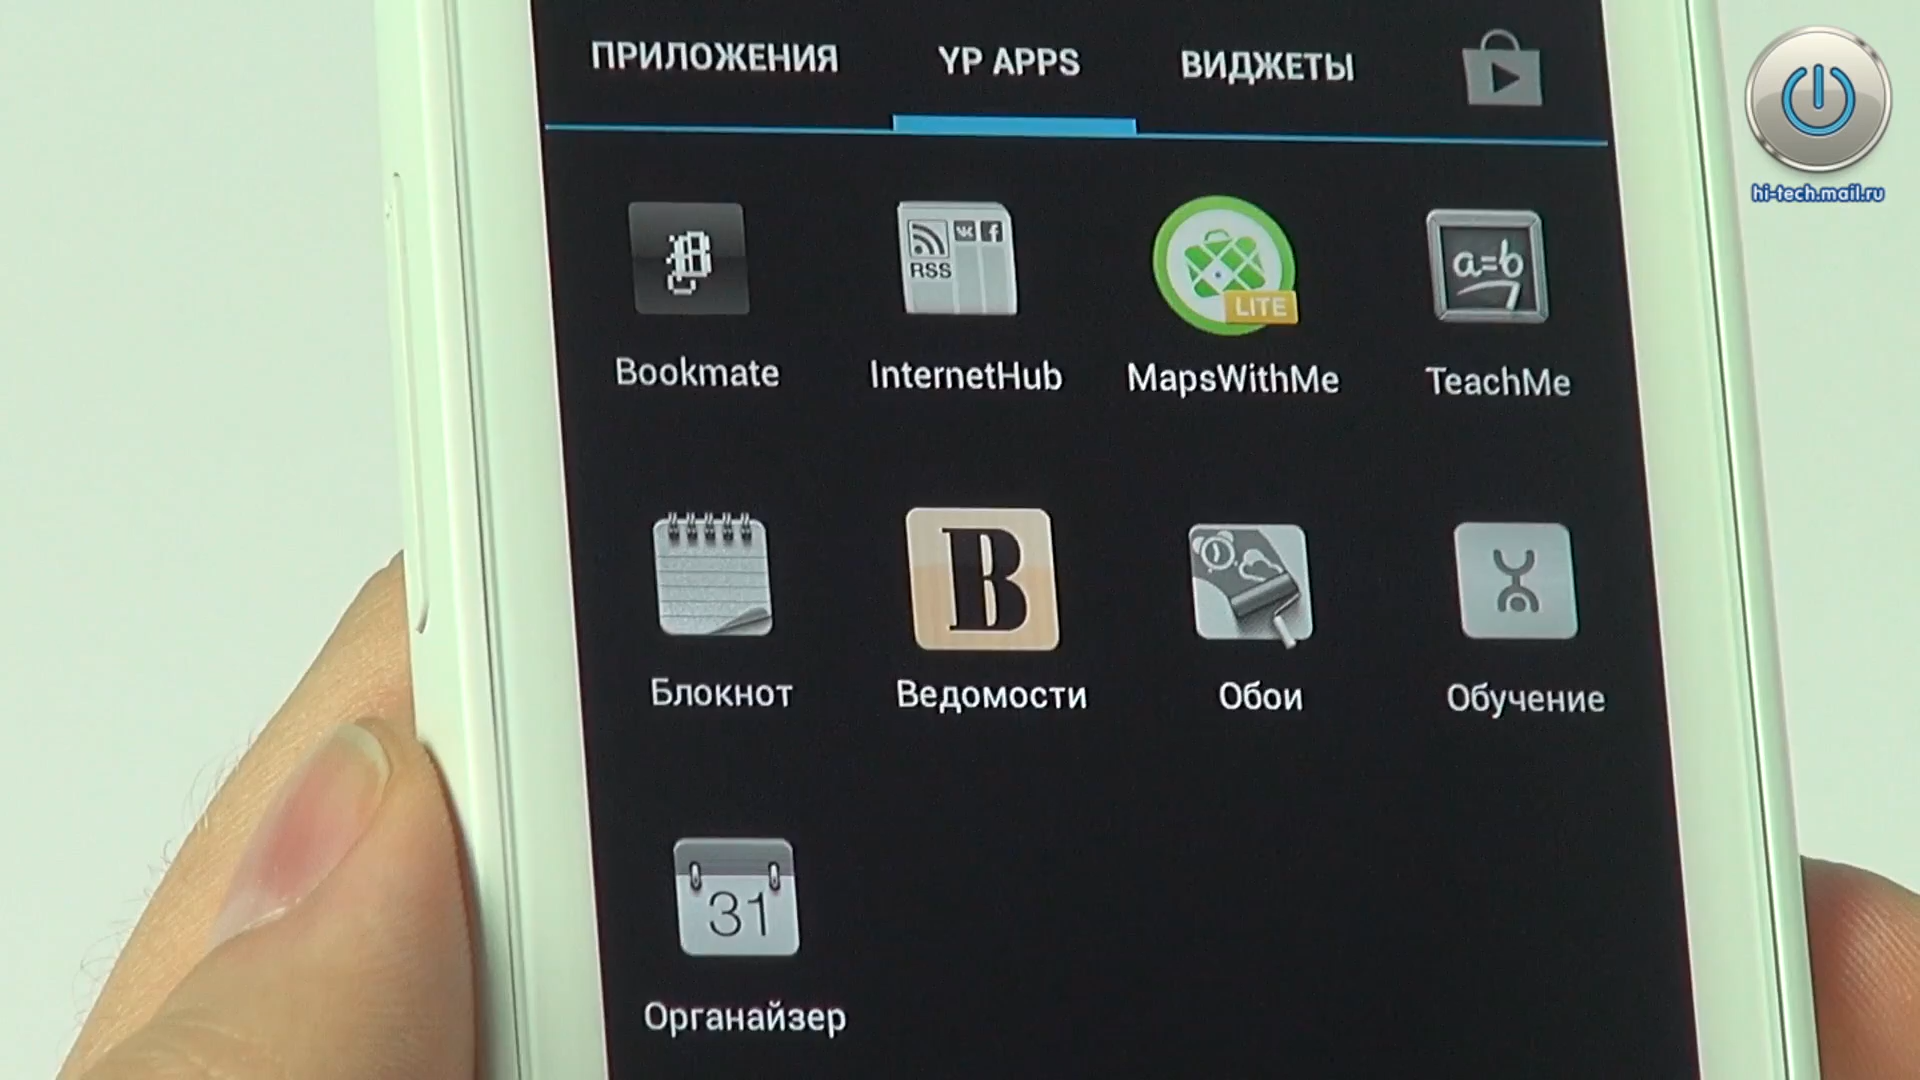 ПРИЛОЖЕНИЯ YP APPS ВИДЖЕТЫ
hi-tech.mail.ru
RSS
LITE
a=b
Bookmate InternetHub MapsWithMe TeachMe
B
Блокнот Ведомости Обои Обучение
31
Органайзер